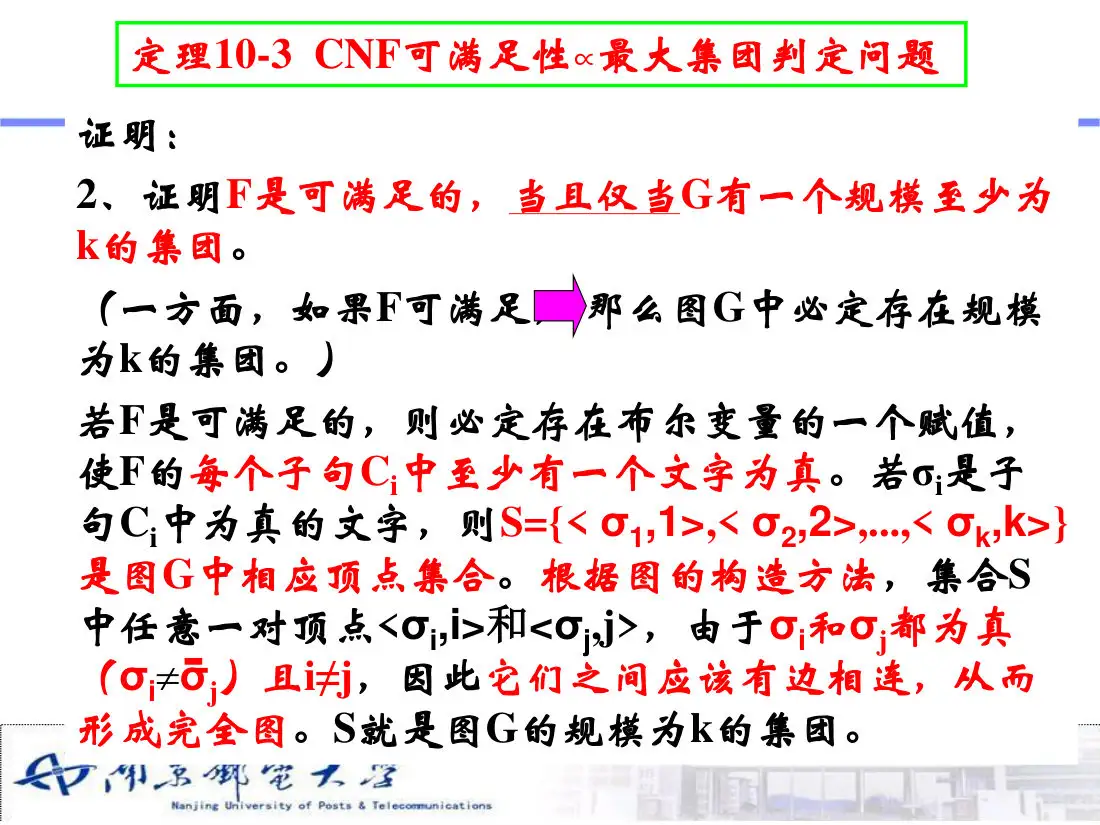 定理10-3 CNF可满足性∝最大集团判定问题
证明：
2、证明F是可满足的，当且仅当G有一个规模至少为
k的集团。
（一方面，如果F可满足，那么图G中必定存在规模
为k的集团。）
若F是可满足的，则必定存在布尔变量的一个赋值，
使F的每个子句Ci中至少有一个文字为真。若σi是子
句Ci中为真的文字，则S={< σ1,1>,< σ2,2>,...,< σk,k>}
是图G中相应顶点集合。根据图的构造方法，集合S
中任意一对顶点<σi,i>和<σj,j>，由于σi和σj都为真
（σi≠σ̄j）且i≠j，因此它们之间应该有边相连，从而
形成完全图。S就是图G的规模为k的集团。
南京邮电大学
Nanjing University of Posts & Telecommunications